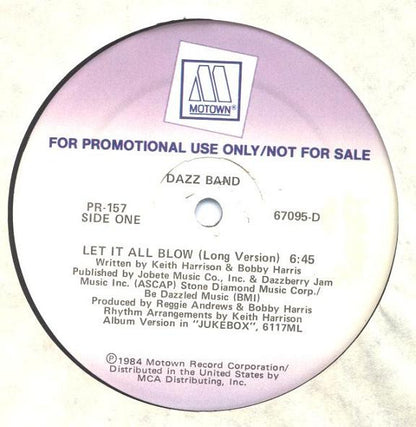 MOTOWN®
FOR PROMOTIONAL USE ONLY/NOT FOR SALE
DAZZ BAND
PR-157
SIDE ONE
67095-D
LET IT ALL BLOW (Long Version) 6:45
Written by Keith Harrison & Bobby Harris
Published by Jobete Music Co., Inc. & Dazzberry Jam
Music Inc. (ASCAP) Stone Diamond Music Corp./
Be Dazzled Music (BMI)
Produced by Reggie Andrews & Bobby Harris
Rhythm Arrangements by Keith Harrison
Album Version in "JUKEBOX", 6117ML
Ⓟ1984 Motown Record Corporation/
Distributed in the United States by
MCA Distributing, Inc.